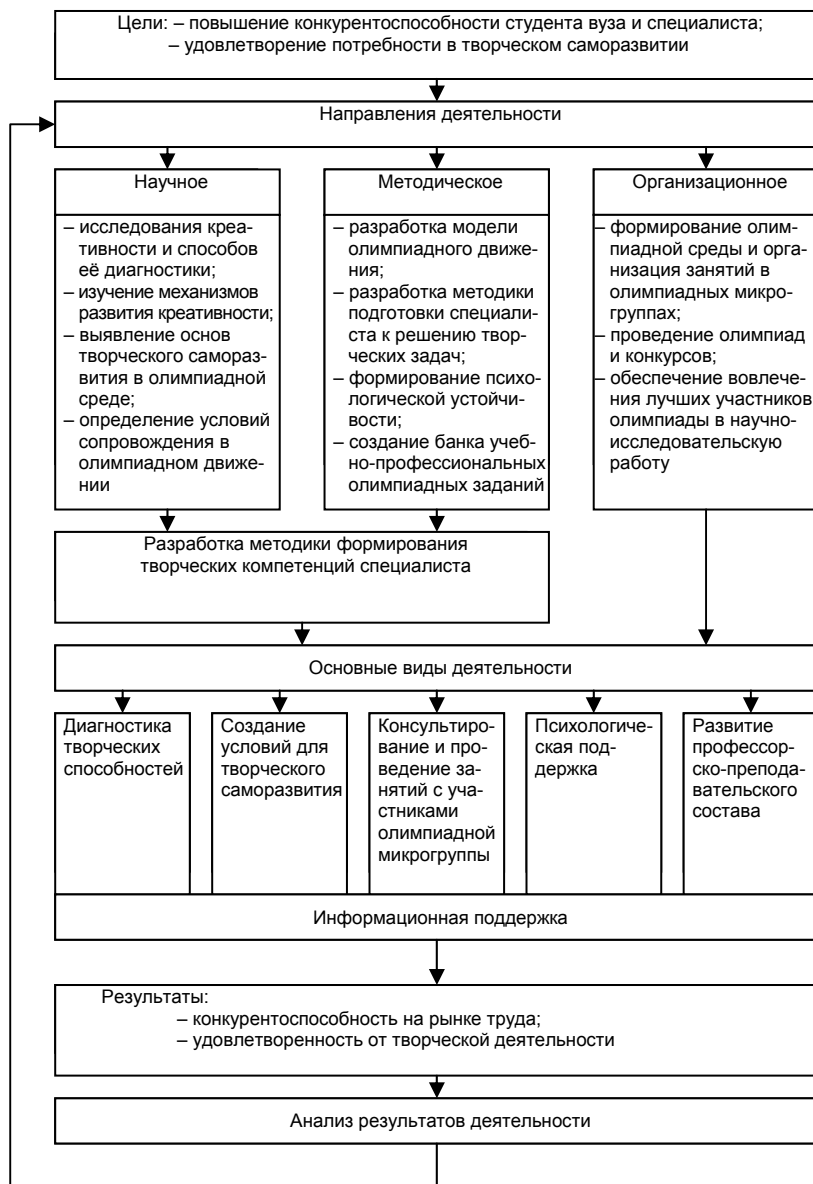 Цели: – повышение конкурентоспособности студента вуза и специалиста;
– удовлетворение потребности в творческом саморазвитии
Направления деятельности
Научное
– исследования креа-
тивности и способов
её диагностики;
– изучение механизмов
развития креативности;
– выявление основ
творческого самораз-
вития в олимпиадной
среде;
– определение условий
сопровождения в
олимпиадном движе-
нии
Методическое
– разработка модели
олимпиадного движе-
ния;
– разработка методики
подготовки специали-
ста к решению твор-
ческих задач;
– формирование психо-
логической устойчи-
вости;
– создание банка учеб-
но-профессиональных
олимпиадных заданий
Организационное
– формирование олим-
пиадной среды и орга-
низация занятий в
олимпиадных микро-
группах;
– проведение олимпиад
и конкурсов;
– обеспечение вовлече-
ния лучших участников
олимпиады в научно-
исследовательскую
работу
Разработка методики формирования
творческих компетенций специалиста
Основные виды деятельности
Диагностика
творческих
способностей
Создание
условий для
творческого
саморазвития
Консультиро-
вание и про-
ведение за-
нятий с уча-
стниками
олимпиадной
микрогруппы
Психологиче-
ская под-
держка
Развитие
профессор-
ско-препода-
вательского
состава
Информационная поддержка
Результаты:
– конкурентоспособность на рынке труда;
– удовлетворенность от творческой деятельности
Анализ результатов деятельности